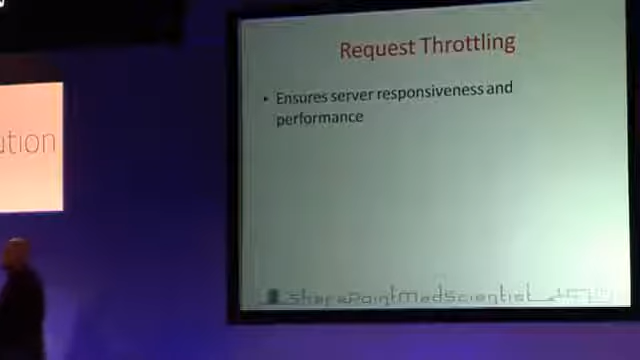 Request Throttling
ution
• Ensures server responsiveness and
performance
SharePointMadScientist